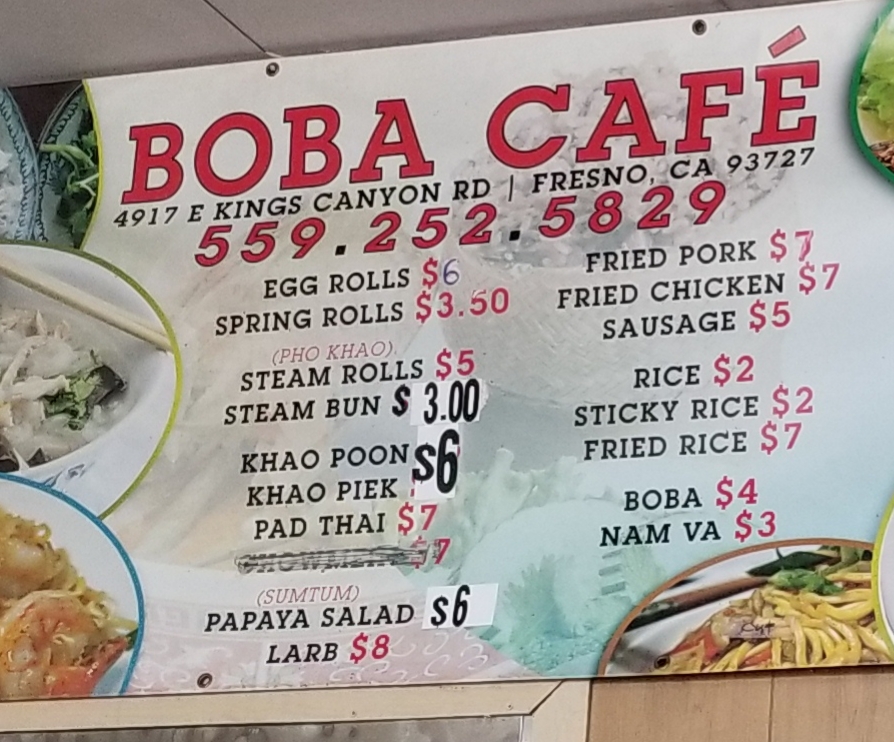 BOBA CAFÉ
4917 E KINGS CANYON RD | FRESNO, CA 93727
559.252.5829
EGG ROLLS $6
SPRING ROLLS $3.50
(PHO KHAO)
STEAM ROLLS $5
STEAM BUN $ 3.00
KHAO POON $6
KHAO PIEK
PAD THAI $7
$7
(SUMTUM)
PAPAYA SALAD $6
LARB $8
FRIED PORK $7
FRIED CHICKEN $7
SAUSAGE $5
RICE $2
STICKY RICE $2
FRIED RICE $7
BOBA $4
NAM VA $3